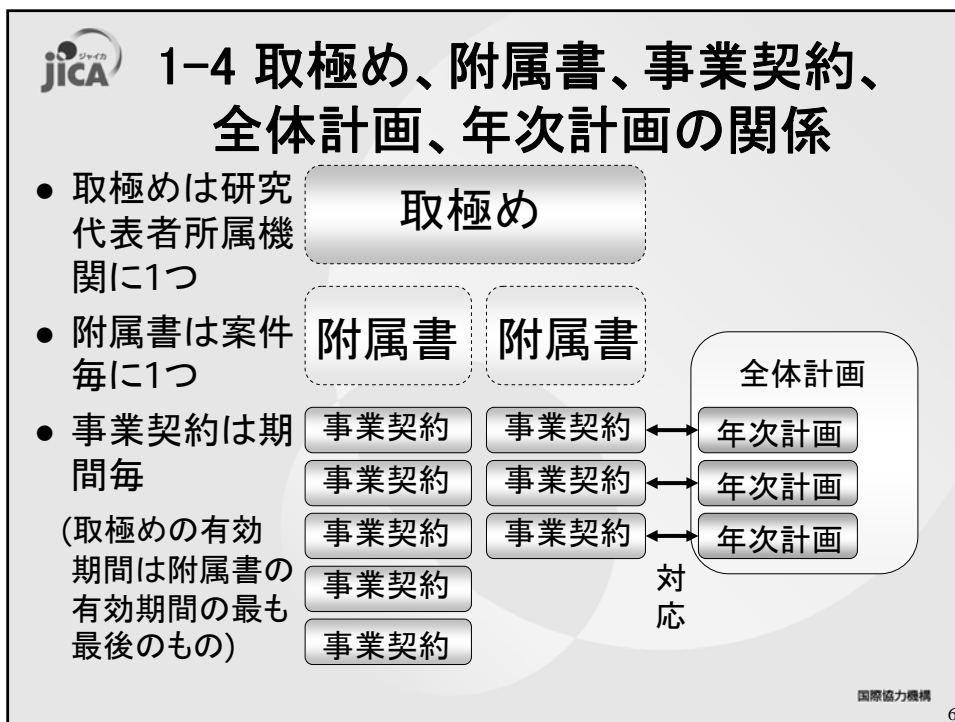 ジャイカ
jICA
1-4 取極め、附属書、事業契約、
全体計画、年次計画の関係
● 取極めは研究
代表者所属機
関に1つ
● 附属書は案件
毎に1つ
● 事業契約は期
間毎
(取極めの有効
期間は附属書の
有効期間の最も
最後のもの)
取極め
附属書 附属書
全体計画
事業契約 事業契約 年次計画
事業契約 事業契約 年次計画
事業契約 事業契約 年次計画
事業契約
事業契約
対
応
国際協力機構
6